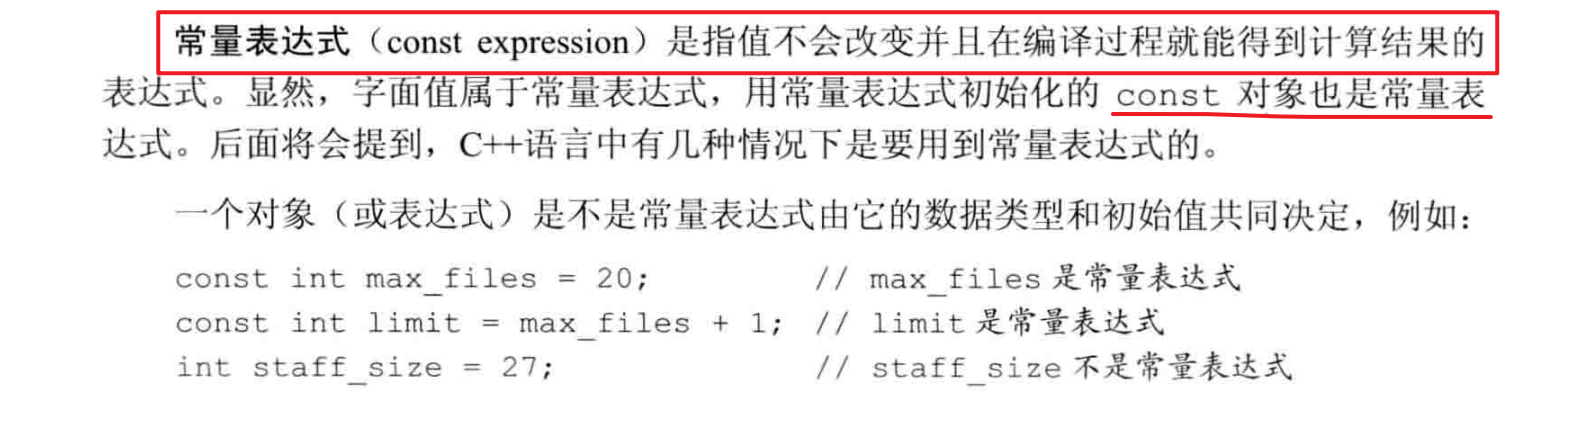 常量表达式（const expression）是指值不会改变并且在编译过程就能得到计算结果的
表达式。显然，字面值属于常量表达式，用常量表达式初始化的 const 对象也是常量表
达式。后面将会提到，C++语言中有几种情况下是要用到常量表达式的。
一个对象（或表达式）是不是常量表达式由它的数据类型和初始值共同决定，例如：
const int max_files = 20; // max_files 是常量表达式
const int limit = max_files + 1; // limit 是常量表达式
int staff_size = 27; // staff_size 不是常量表达式